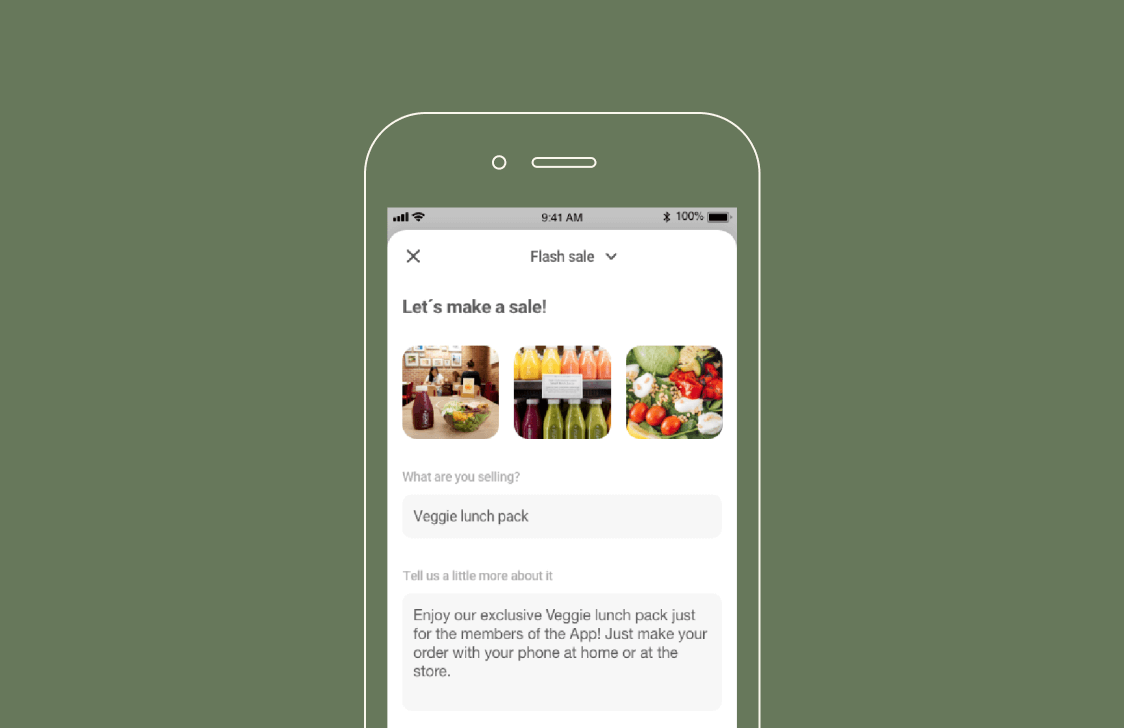 9:41 AM
100%
Flash sale
Let´s make a sale!
What are you selling?
Veggie lunch pack
Tell us a little more about it
Enjoy our exclusive Veggie lunch pack just
for the members of the App! Just make your
order with your phone at home or at the
store.